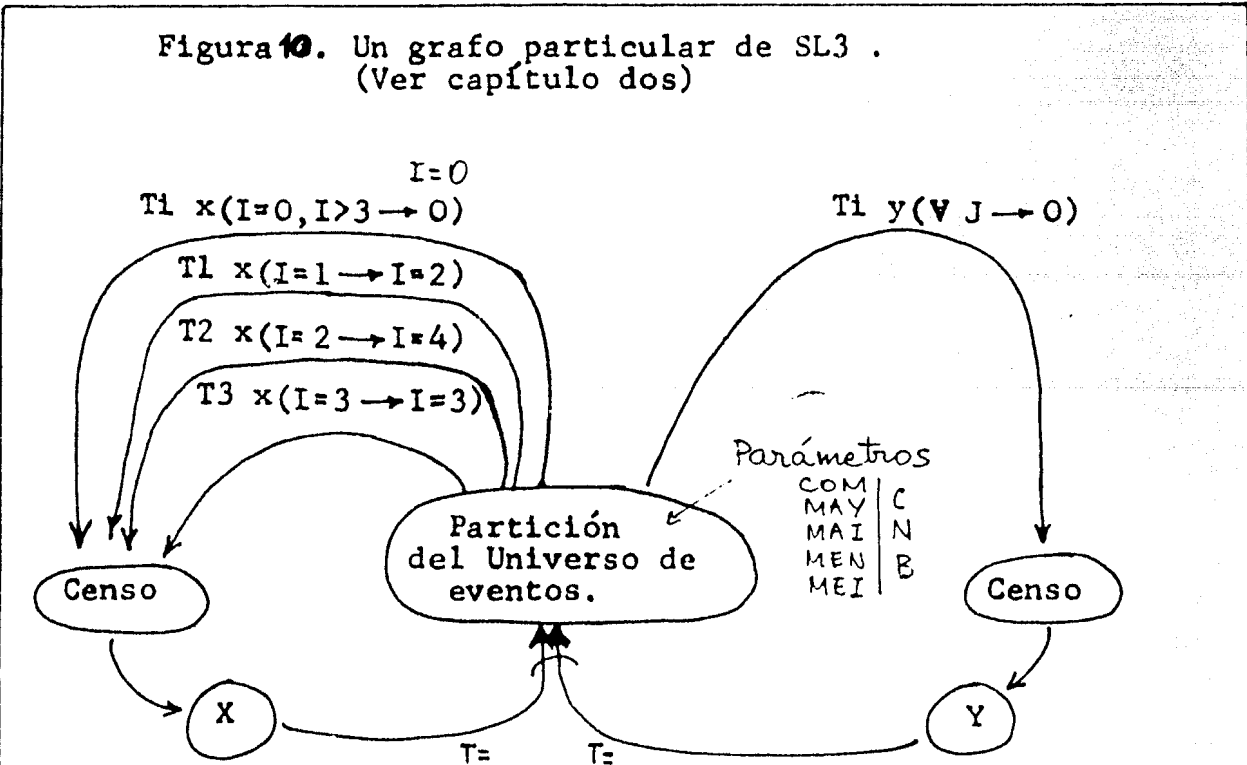 Figura 10. Un grafo particular de SL3 .
(Ver capítulo dos)
I=0
Ti x(I=0,I>3→0)
Ti y(∀ J→0)
T1 x(I=1→I=2)
T2 x(I=2→I=4)
T3 x(I=3→I=3)
Parámetros
COM
MAY
MAI
MEN
MEI
C
N
B
Partición
del Universo de
eventos.
Censo
Censo
X
Y
T=
T=